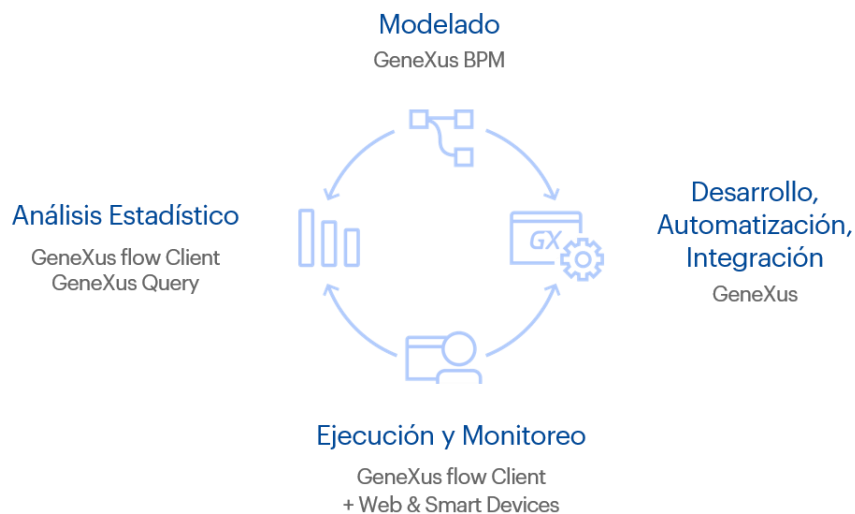 Modelado
GeneXus BPM
Análisis Estadístico
GeneXus flow Client
GeneXus Query
GX
Desarrollo,
Automatización,
Integración
GeneXus
Ejecución y Monitoreo
GeneXus flow Client
+ Web & Smart Devices